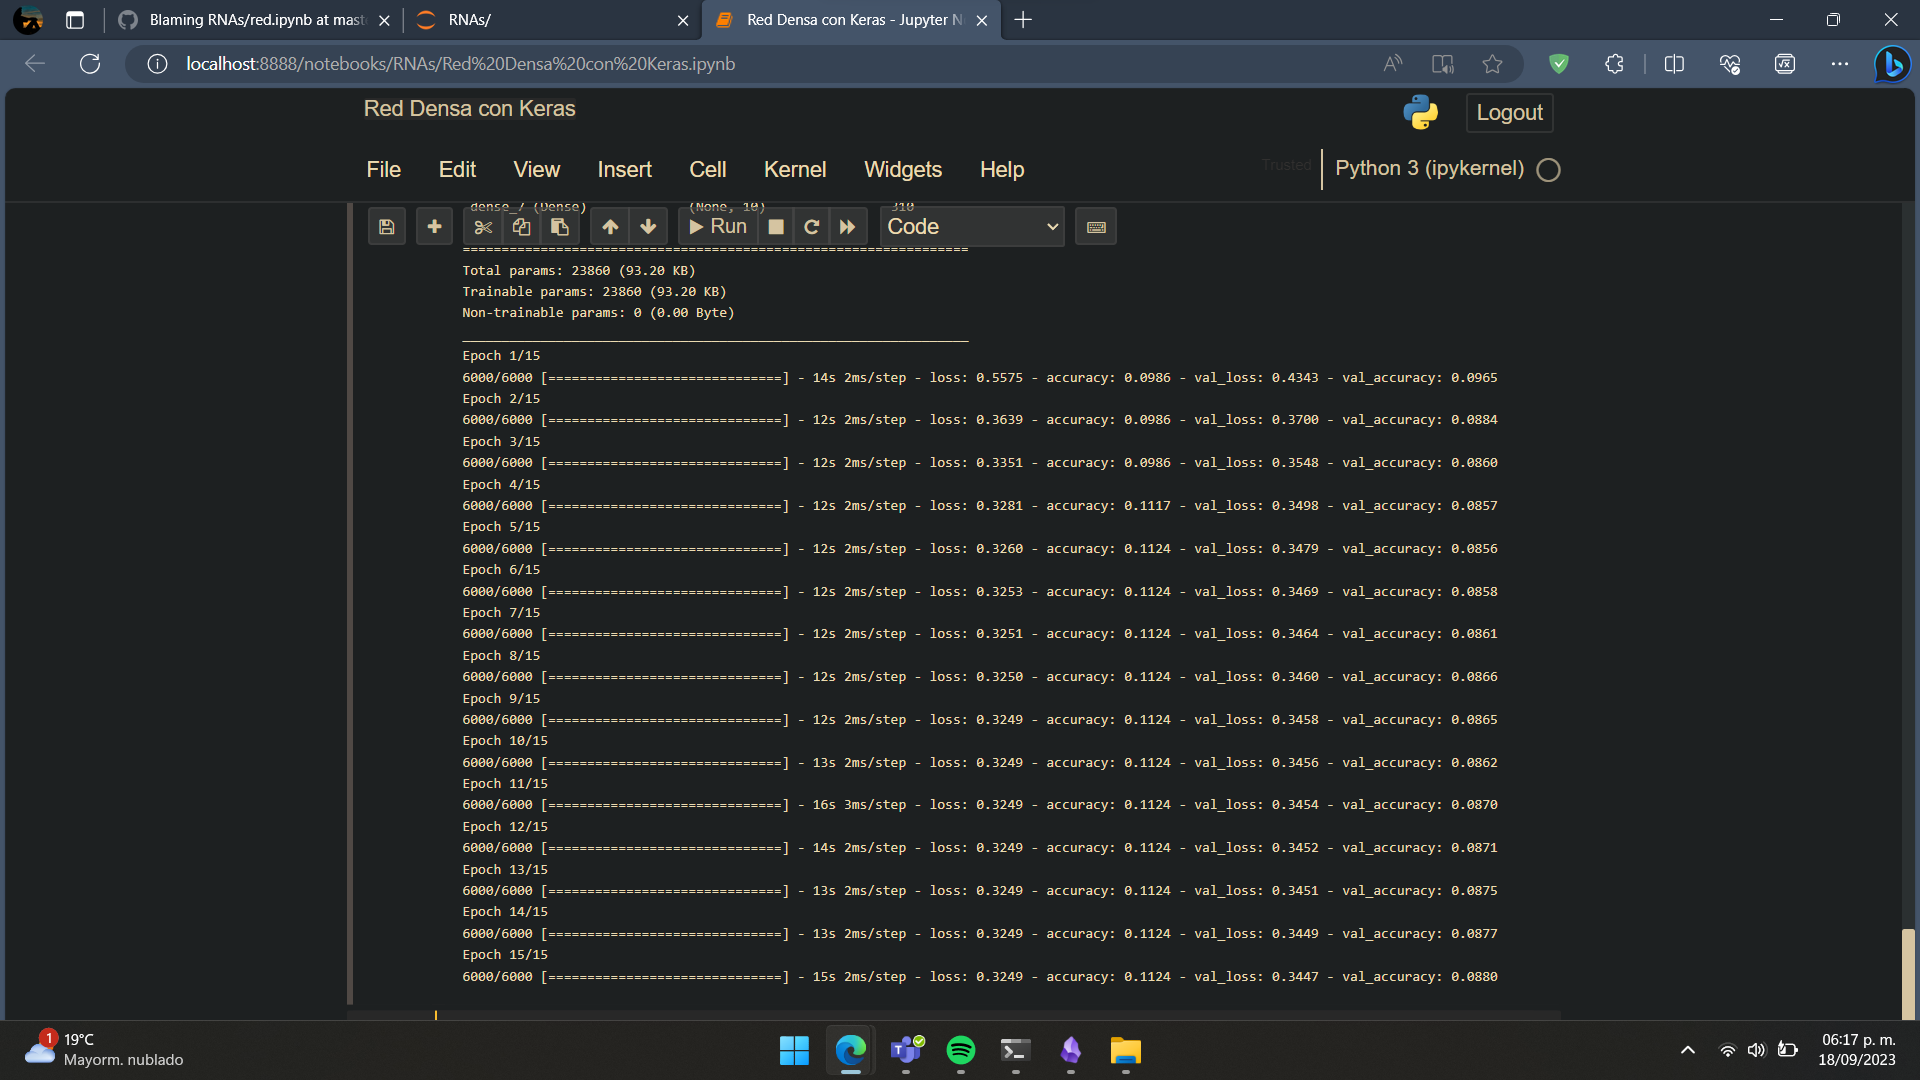 Blaming RNAs/red.ipynb at mast
RNAs/
Red Densa con Keras - Jupyter N
localhost:8888/notebooks/RNAs/Red%20Densa%20con%20Keras.ipynb
Red Densa con Keras
Logout
File Edit View Insert Cell Kernel Widgets Help
Trusted
Python 3 (ipykernel)
dense_7 (Dense) (None, 10) 310
Run
Code
=================================================================
Total params: 23860 (93.20 KB)
Trainable params: 23860 (93.20 KB)
Non-trainable params: 0 (0.00 Byte)
_________________________________________________________________
Epoch 1/15
6000/6000 [==============================] - 14s 2ms/step - loss: 0.5575 - accuracy: 0.0986 - val_loss: 0.4343 - val_accuracy: 0.0965
Epoch 2/15
6000/6000 [==============================] - 12s 2ms/step - loss: 0.3639 - accuracy: 0.0986 - val_loss: 0.3700 - val_accuracy: 0.0884
Epoch 3/15
6000/6000 [==============================] - 12s 2ms/step - loss: 0.3351 - accuracy: 0.0986 - val_loss: 0.3548 - val_accuracy: 0.0860
Epoch 4/15
6000/6000 [==============================] - 12s 2ms/step - loss: 0.3281 - accuracy: 0.1117 - val_loss: 0.3498 - val_accuracy: 0.0857
Epoch 5/15
6000/6000 [==============================] - 12s 2ms/step - loss: 0.3260 - accuracy: 0.1124 - val_loss: 0.3479 - val_accuracy: 0.0856
Epoch 6/15
6000/6000 [==============================] - 12s 2ms/step - loss: 0.3253 - accuracy: 0.1124 - val_loss: 0.3469 - val_accuracy: 0.0858
Epoch 7/15
6000/6000 [==============================] - 12s 2ms/step - loss: 0.3251 - accuracy: 0.1124 - val_loss: 0.3464 - val_accuracy: 0.0861
Epoch 8/15
6000/6000 [==============================] - 12s 2ms/step - loss: 0.3250 - accuracy: 0.1124 - val_loss: 0.3460 - val_accuracy: 0.0866
Epoch 9/15
6000/6000 [==============================] - 12s 2ms/step - loss: 0.3249 - accuracy: 0.1124 - val_loss: 0.3458 - val_accuracy: 0.0865
Epoch 10/15
6000/6000 [==============================] - 13s 2ms/step - loss: 0.3249 - accuracy: 0.1124 - val_loss: 0.3456 - val_accuracy: 0.0862
Epoch 11/15
6000/6000 [==============================] - 16s 3ms/step - loss: 0.3249 - accuracy: 0.1124 - val_loss: 0.3454 - val_accuracy: 0.0870
Epoch 12/15
6000/6000 [==============================] - 14s 2ms/step - loss: 0.3249 - accuracy: 0.1124 - val_loss: 0.3452 - val_accuracy: 0.0871
Epoch 13/15
6000/6000 [==============================] - 13s 2ms/step - loss: 0.3249 - accuracy: 0.1124 - val_loss: 0.3451 - val_accuracy: 0.0875
Epoch 14/15
6000/6000 [==============================] - 13s 2ms/step - loss: 0.3249 - accuracy: 0.1124 - val_loss: 0.3449 - val_accuracy: 0.0877
Epoch 15/15
6000/6000 [==============================] - 15s 2ms/step - loss: 0.3249 - accuracy: 0.1124 - val_loss: 0.3447 - val_accuracy: 0.0880
1
19°C
Mayorm. nublado
06:17 p. m.
18/09/2023